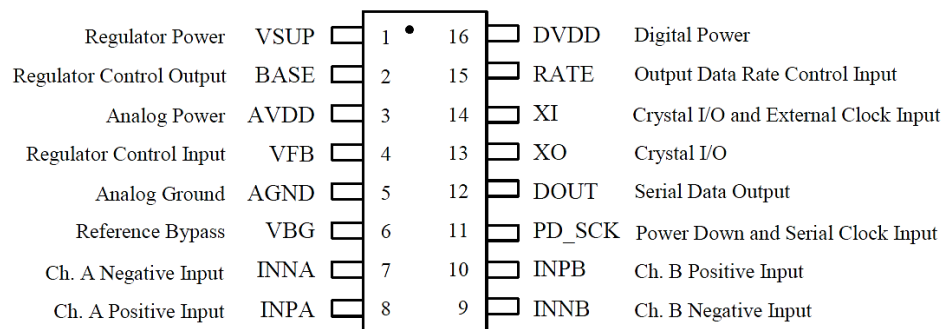 Regulator Power VSUP 1 16 DVDD Digital Power
Regulator Control Output BASE 2 15 RATE Output Data Rate Control Input
Analog Power AVDD 3 14 XI Crystal I/O and External Clock Input
Regulator Control Input VFB 4 13 XO Crystal I/O
Analog Ground AGND 5 12 DOUT Serial Data Output
Reference Bypass VBG 6 11 PD_SCK Power Down and Serial Clock Input
Ch. A Negative Input INNA 7 10 INPB Ch. B Positive Input
Ch. A Positive Input INPA 8 9 INNB Ch. B Negative Input